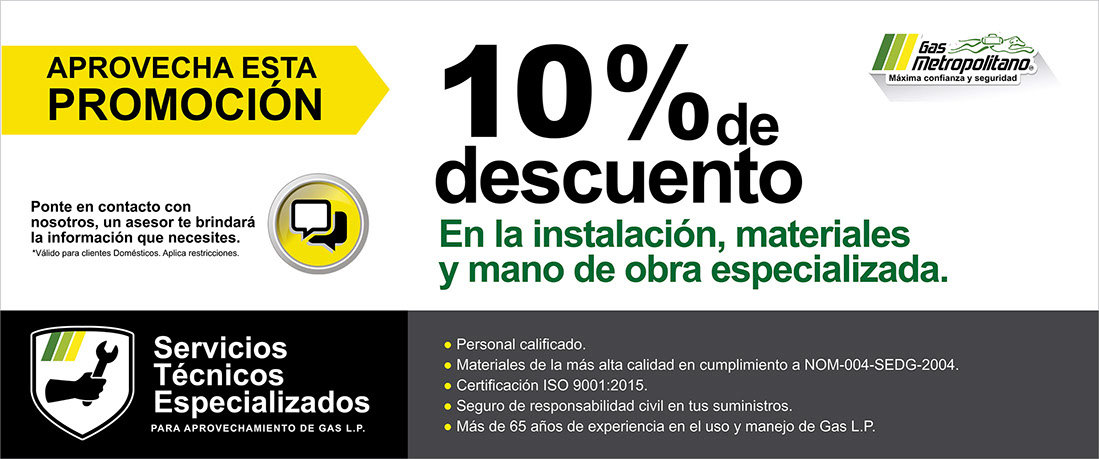 APROVECHA ESTA
PROMOCIÓN
10% de
descuento
En la instalación, materiales
y mano de obra especializada.
Gas
Metropolitano®
Máxima confianza y seguridad
Ponte en contacto con
nosotros, un asesor te brindará
la información que necesites.
*Válido para clientes Domésticos. Aplica restricciones.
Servicios
Técnicos
Especializados
PARA APROVECHAMIENTO DE GAS L.P.
● Personal calificado.
● Materiales de la más alta calidad en cumplimiento a NOM-004-SEDG-2004.
● Certificación ISO 9001:2015.
● Seguro de responsabilidad civil en tus suministros.
● Más de 65 años de experiencia en el uso y manejo de Gas L.P.